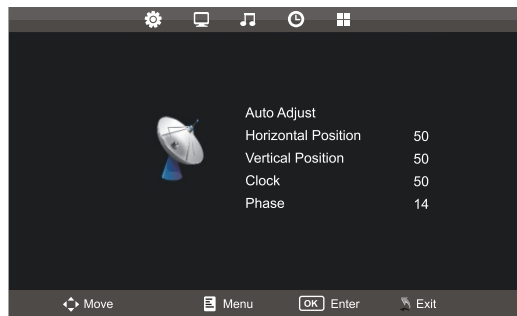 Auto Adjust
Horizontal Position 50
Vertical Position 50
Clock 50
Phase 14
Move Menu OK Enter Exit